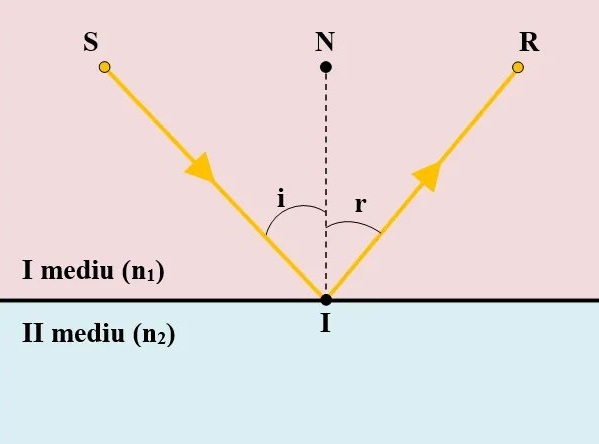 S N R
i r
I mediu (n₁)
I
II mediu (n₂)